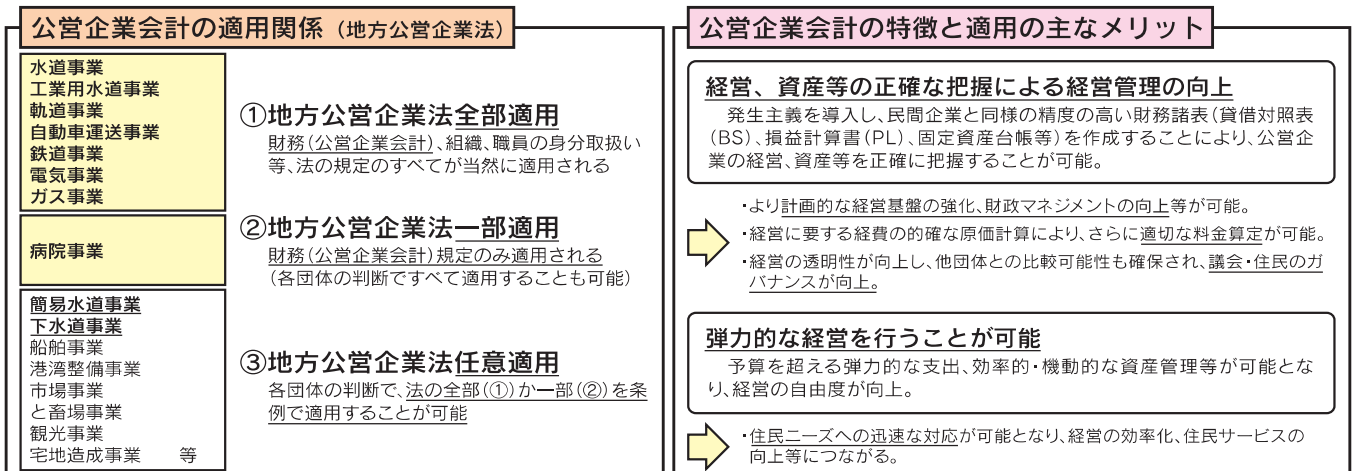 公営企業会計の適用関係（地方公営企業法）
水道事業
工業用水道事業
軌道事業
自動車運送事業
鉄道事業
電気事業
ガス事業
①地方公営企業法全部適用
財務（公営企業会計）、組織、職員の身分取扱い
等、法の規定のすべてが当然に適用される
病院事業
②地方公営企業法一部適用
財務（公営企業会計）規定のみ適用される
（各団体の判断ですべて適用することも可能）
簡易水道事業
下水道事業
船舶事業
港湾整備事業
市場事業
と畜場事業
観光事業
宅地造成事業　　等
③地方公営企業法任意適用
各団体の判断で、法の全部（①）か一部（②）を条
例で適用することが可能
公営企業会計の特徴と適用の主なメリット
経営、資産等の正確な把握による経営管理の向上
発生主義を導入し、民間企業と同様の精度の高い財務諸表（貸借対照表
（BS）、損益計算書（PL）、固定資産台帳等）を作成することにより、公営企
業の経営、資産等を正確に把握することが可能。
・より計画的な経営基盤の強化、財政マネジメントの向上等が可能。
・経営に要する経費の的確な原価計算により、さらに適切な料金算定が可能。
・経営の透明性が向上し、他団体との比較可能性も確保され、議会・住民のガ
バナンスが向上。
弾力的な経営を行うことが可能
予算を超える弾力的な支出、効率的・機動的な資産管理等が可能とな
り、経営の自由度が向上。
・住民ニーズへの迅速な対応が可能となり、経営の効率化、住民サービスの
向上等につながる。